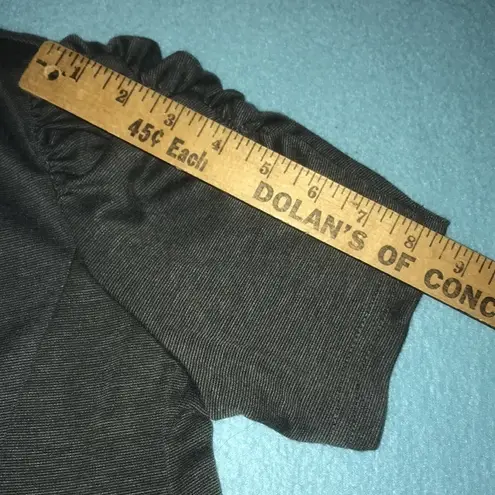 1 2 3 4 5 6 7 8 9
45¢ Each
DOLAN'S OF CONC